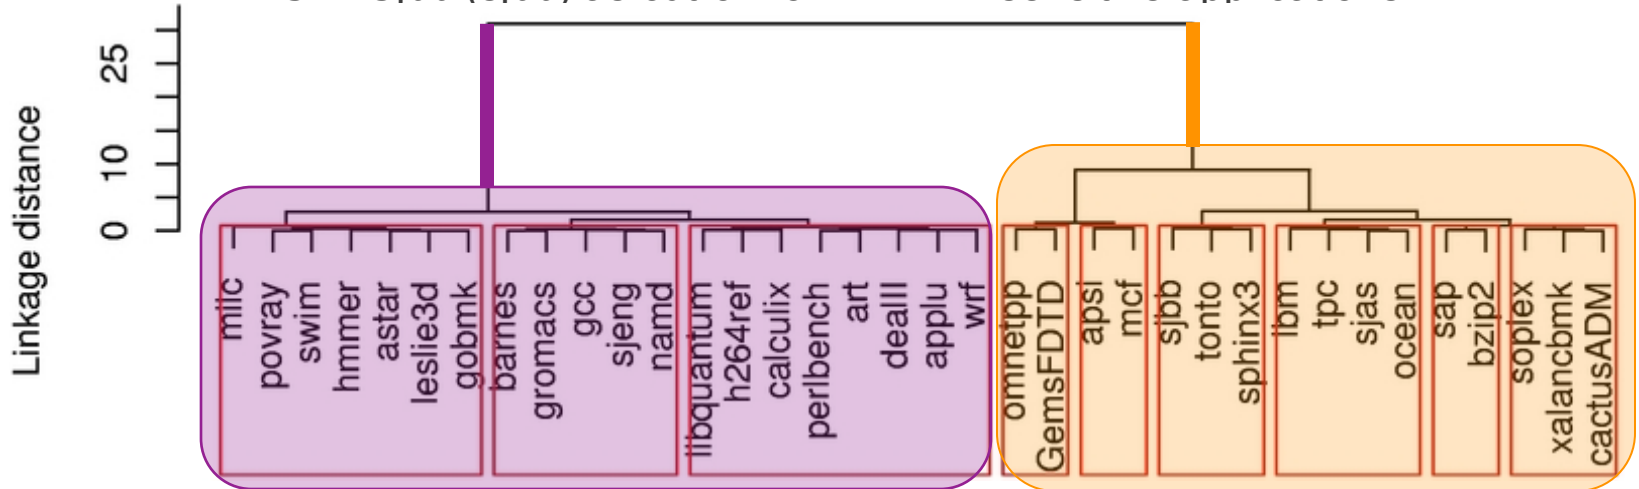 Linkage distance
25
10
0
milc
povray
swim
hmmer
astar
leslie3d
gobmk
barnes
gromacs
gcc
sjeng
namd
libquantum
h264ref
calculix
perlbench
art
dealII
applu
wrf
omnetpp
GemsFDTD
apsi
mcf
sjbb
tonto
sphinx3
lbm
tpc
sjas
ocean
sap
bzip2
soplex
xalancbmk
cactusADM